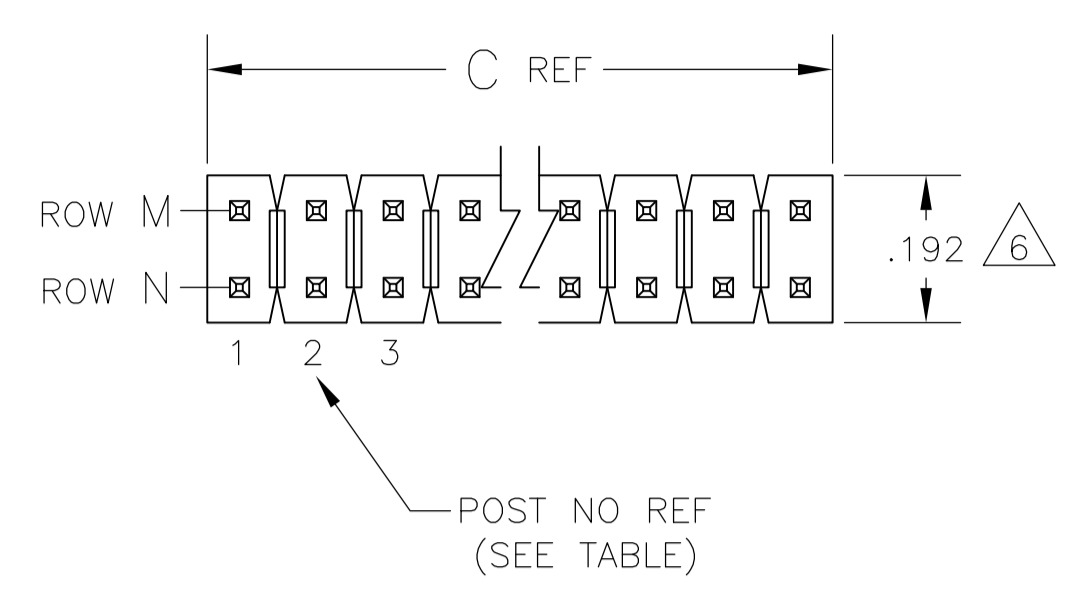 C REF
ROW M
.192 6
ROW N
1 2 3
POST NO REF
(SEE TABLE)